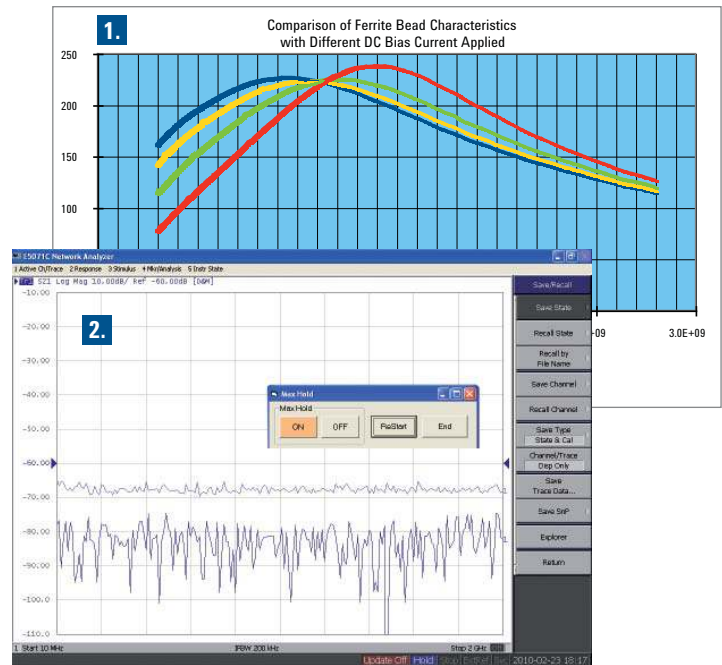 1.
Comparison of Ferrite Bead Characteristics
with Different DC Bias Current Applied
250
200
150
100
+09
3.0E+09
E5071C Network Analyzer
1 Active Ch/Trace 2 Response 3 Stimulus 4 Mkr/Analysis 5 Instr State
S21 Log Mag 10.00dB/ Ref -60.00dB [D&M]
2.
-10.00
-20.00
-30.00
-40.00
-50.00
-60.00
-70.00
-80.00
-90.00
-100.0
-110.0
Max Hold
Max Hold
ON
OFF
ReStart
End
Save/Recall
Save State
Recall State
Recall by
File Name
Save Channel
Recall Channel
Save Type
State & Cal
Channel/Trace
Disp Only
Save
Trace Data...
Save SnP
Explorer
Return
1 Start 10 MHz
IFBW 200 kHz
Stop 2 GHz
Update Off Hold Stop ExtRef Svc 2010-02-23 18:17